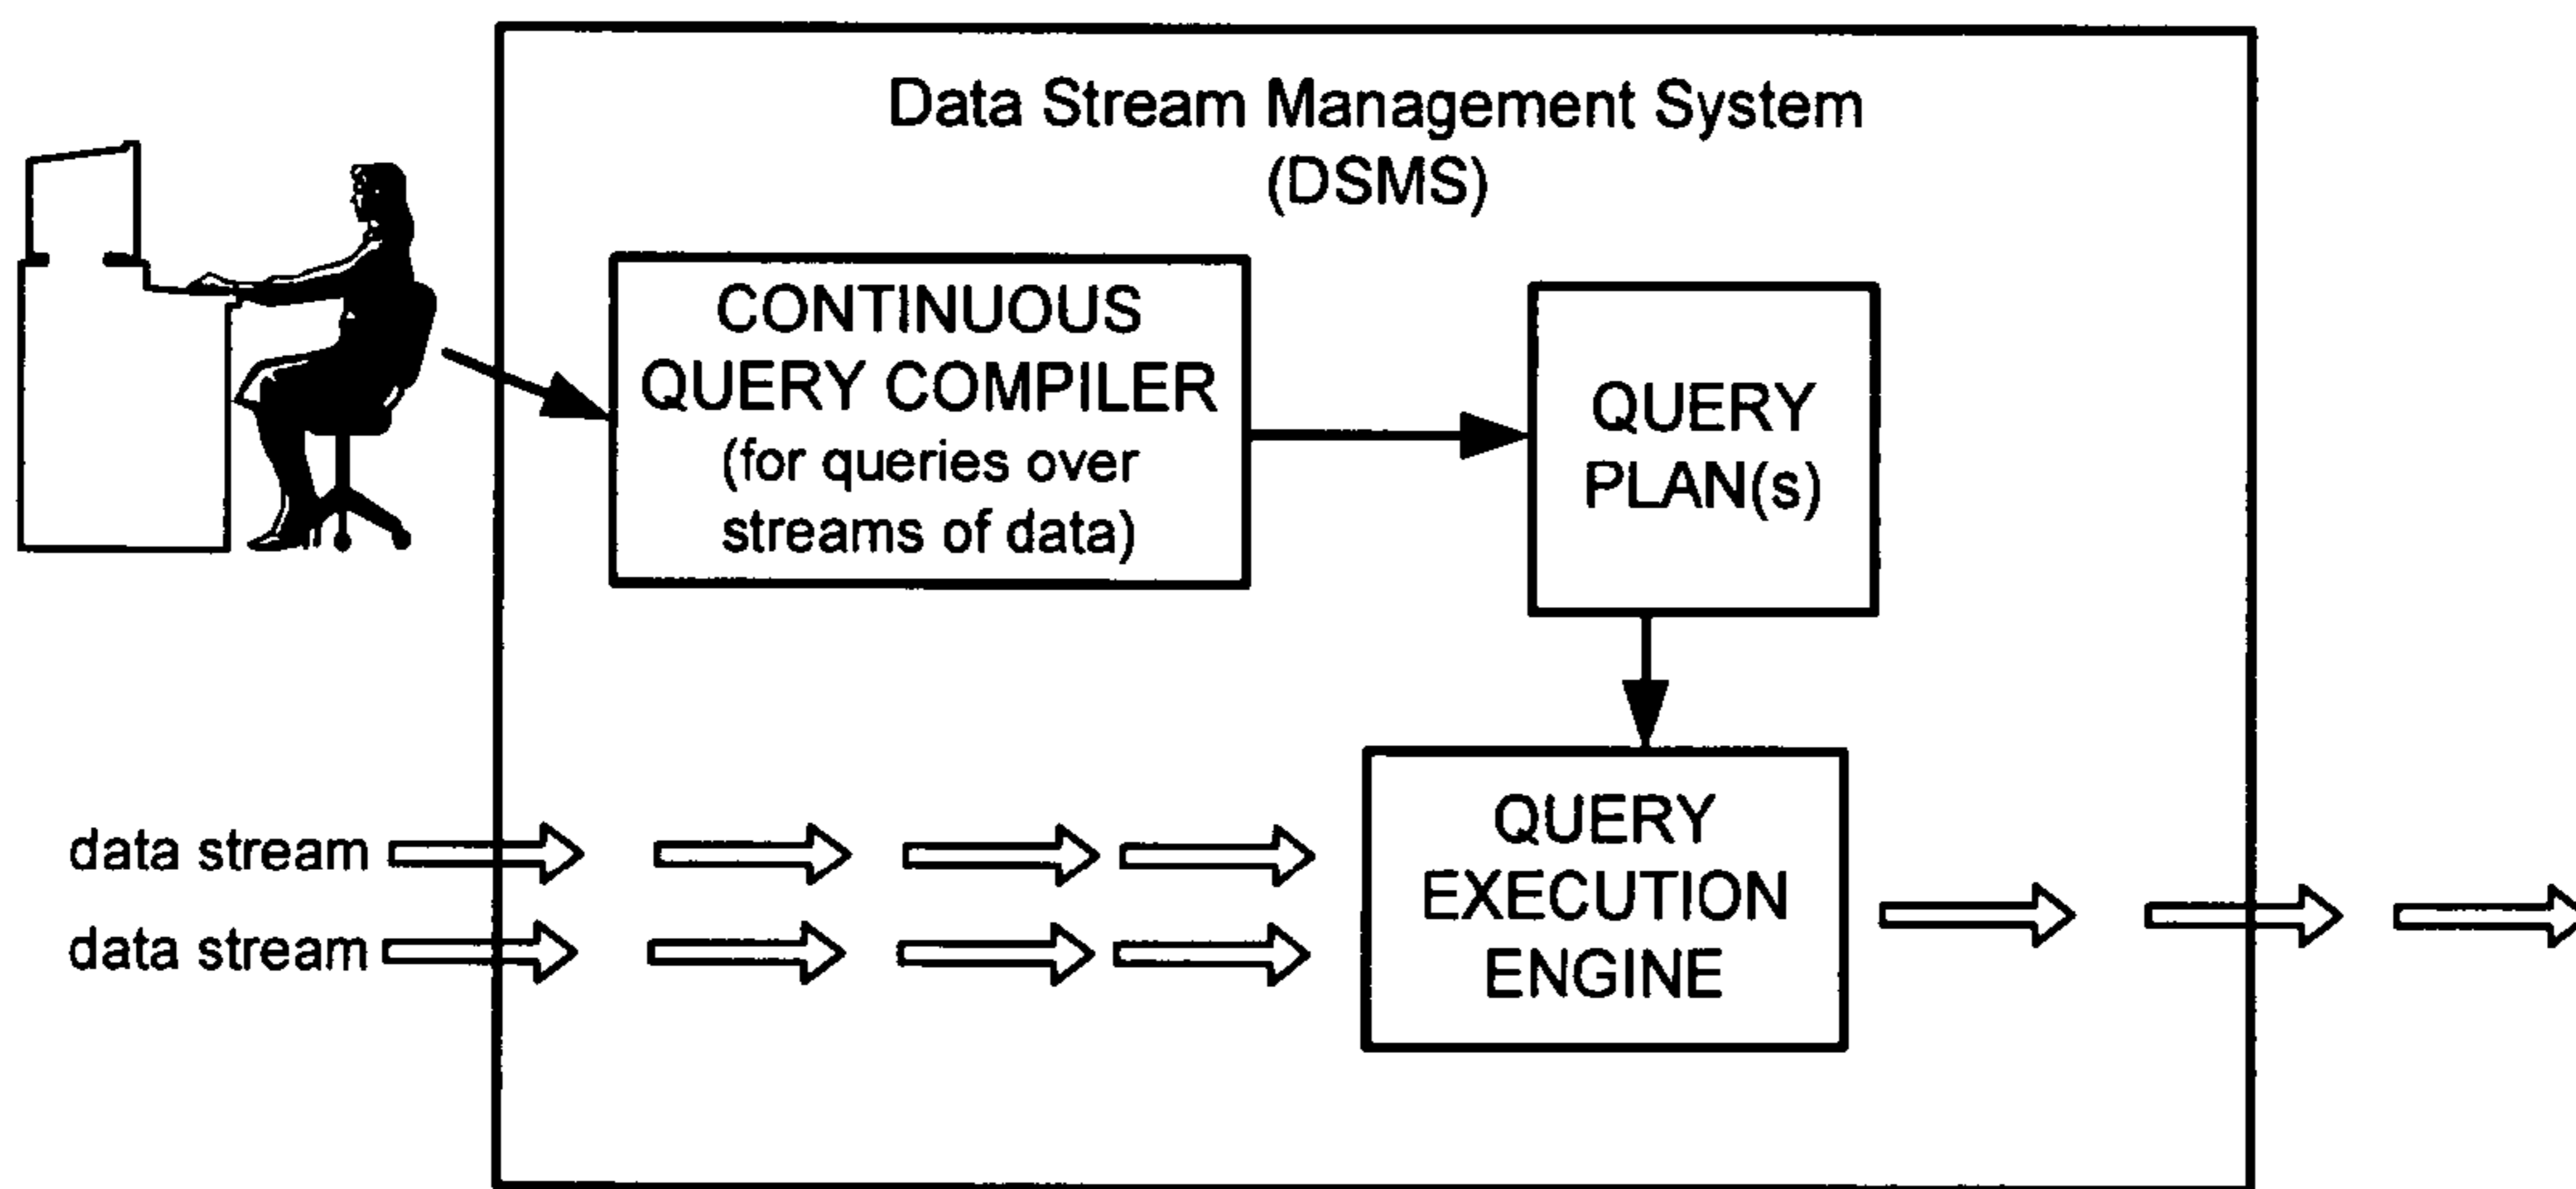 Data Stream Management System
(DSMS)
CONTINUOUS
QUERY COMPILER
(for queries over
streams of data)
QUERY
PLAN(s)
data stream
data stream
QUERY
EXECUTION
ENGINE